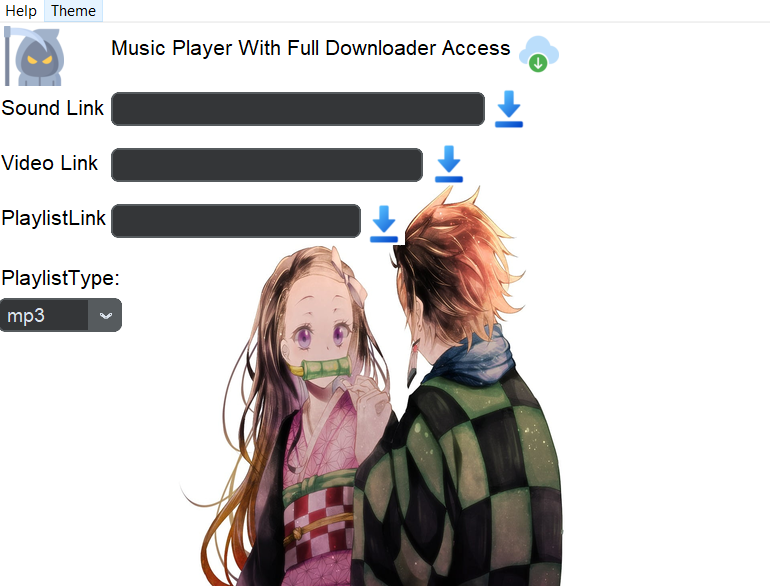 Help Theme
Music Player With Full Downloader Access
Sound Link
Video Link
PlaylistLink
PlaylistType:
mp3